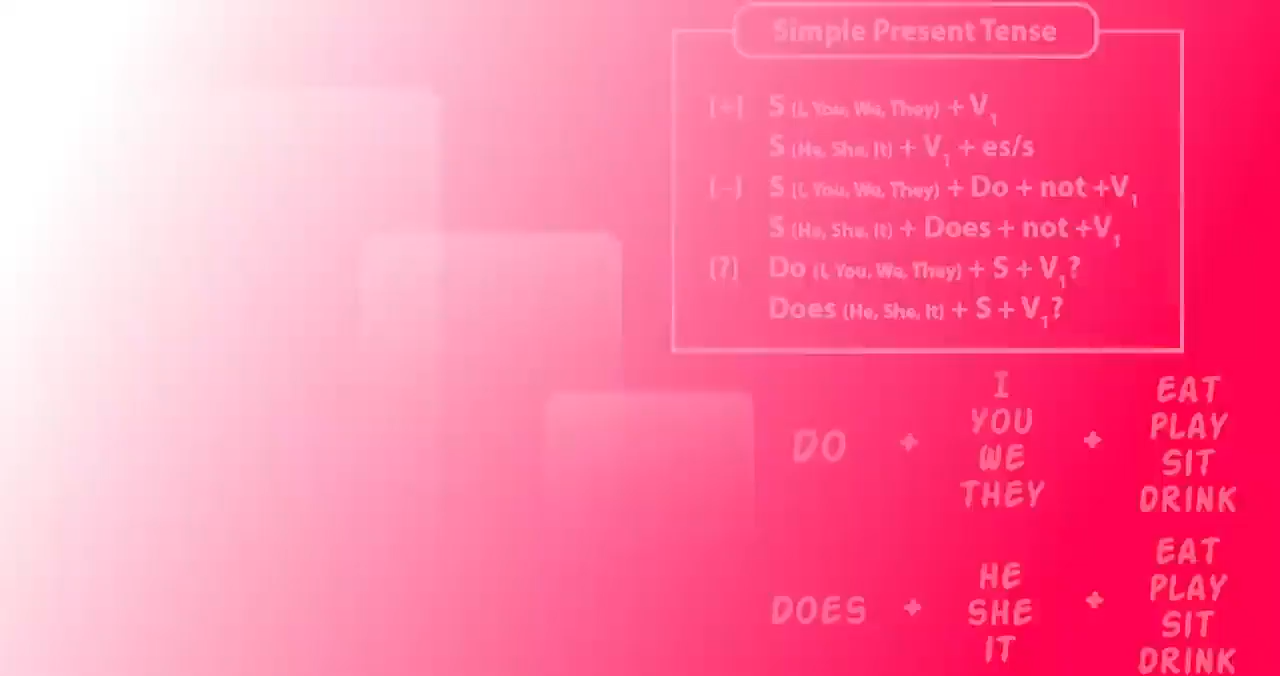 Simple Present Tense
(+) S (I, You, We, They) + V1
S (He, She, It) + V1 + es/s
(-) S (I, You, We, They) + Do + not +V1
S (He, She, It) + Does + not +V1
(?) Do (I, You, We, They) + S + V1?
Does (He, She, It) + S + V1?
DO + I YOU WE THEY + EAT PLAY SIT DRINK
DOES + HE SHE IT + EAT PLAY SIT DRINK